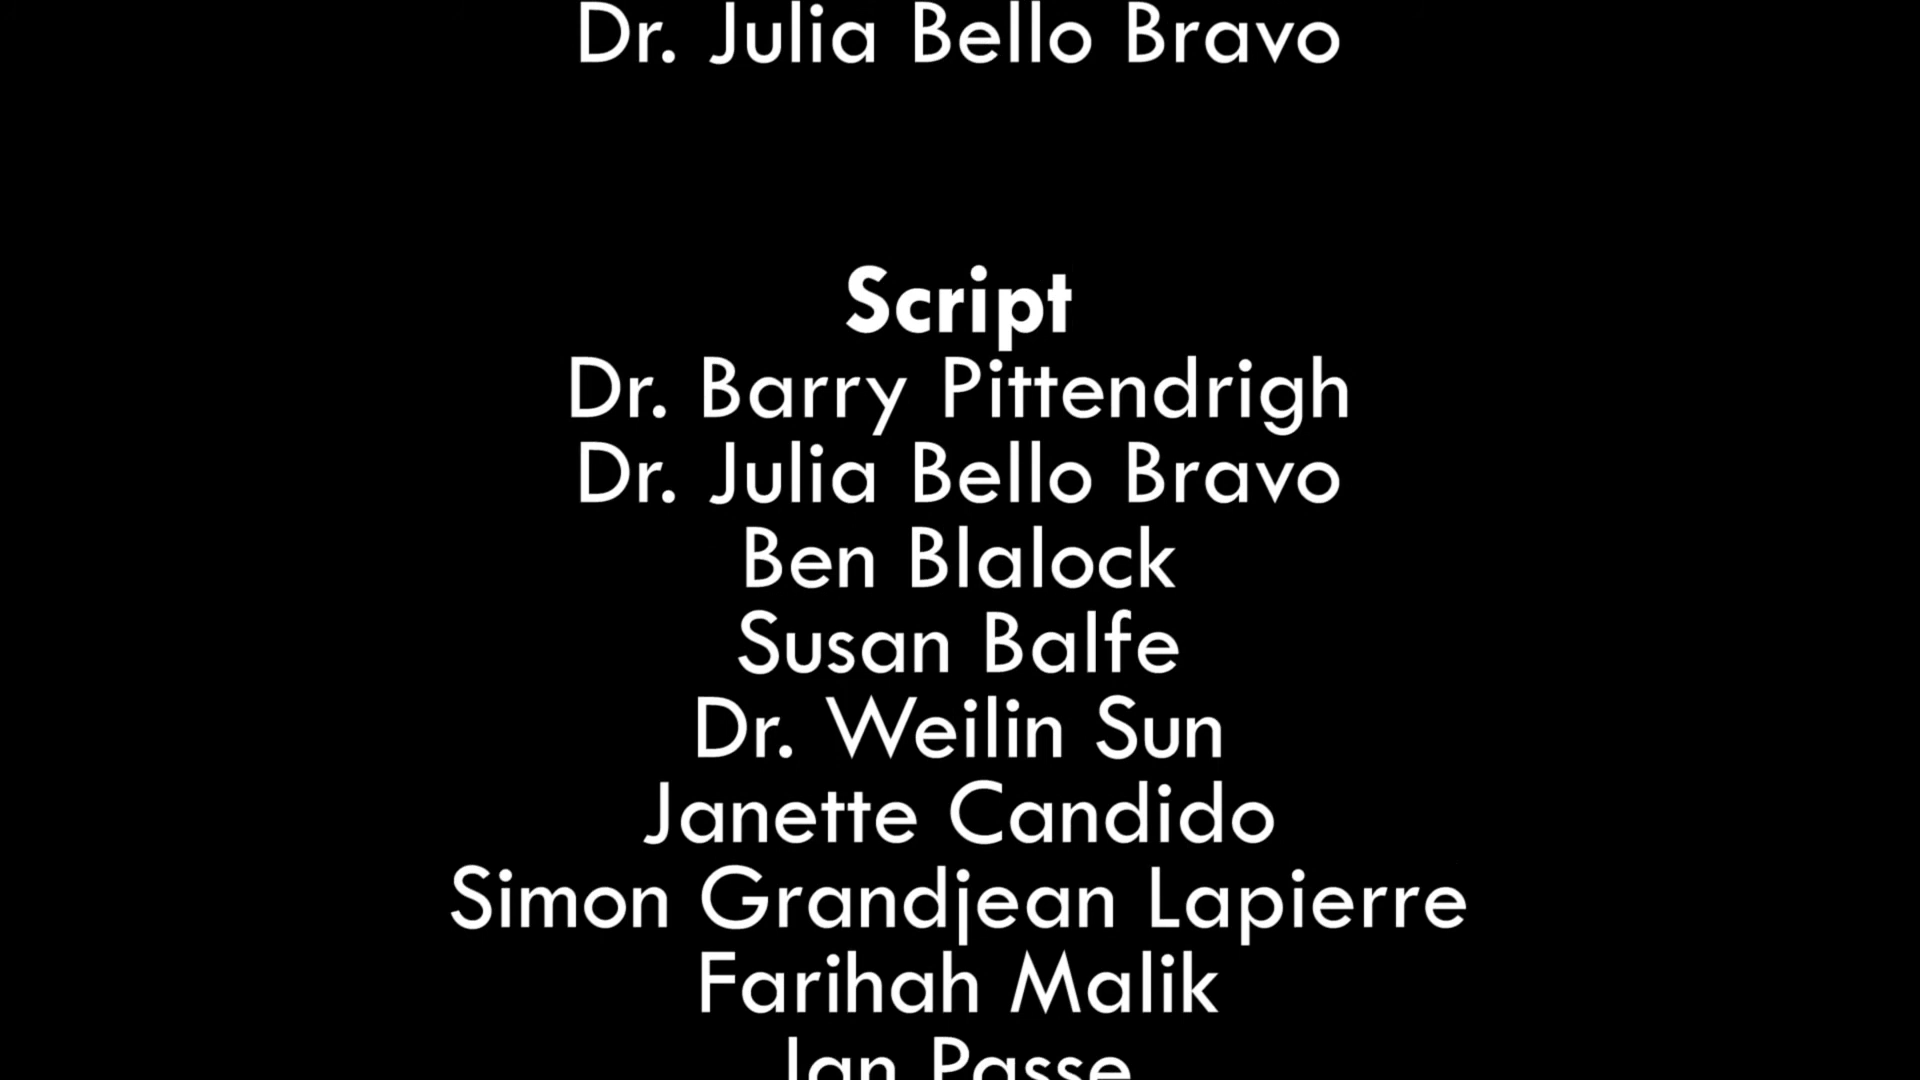 Dr. Julia Bello Bravo
Script
Dr. Barry Pittendrigh
Dr. Julia Bello Bravo
Ben Blalock
Susan Balfe
Dr. Weilin Sun
Janette Candido
Simon Grandjean Lapierre
Farihah Malik
Passe